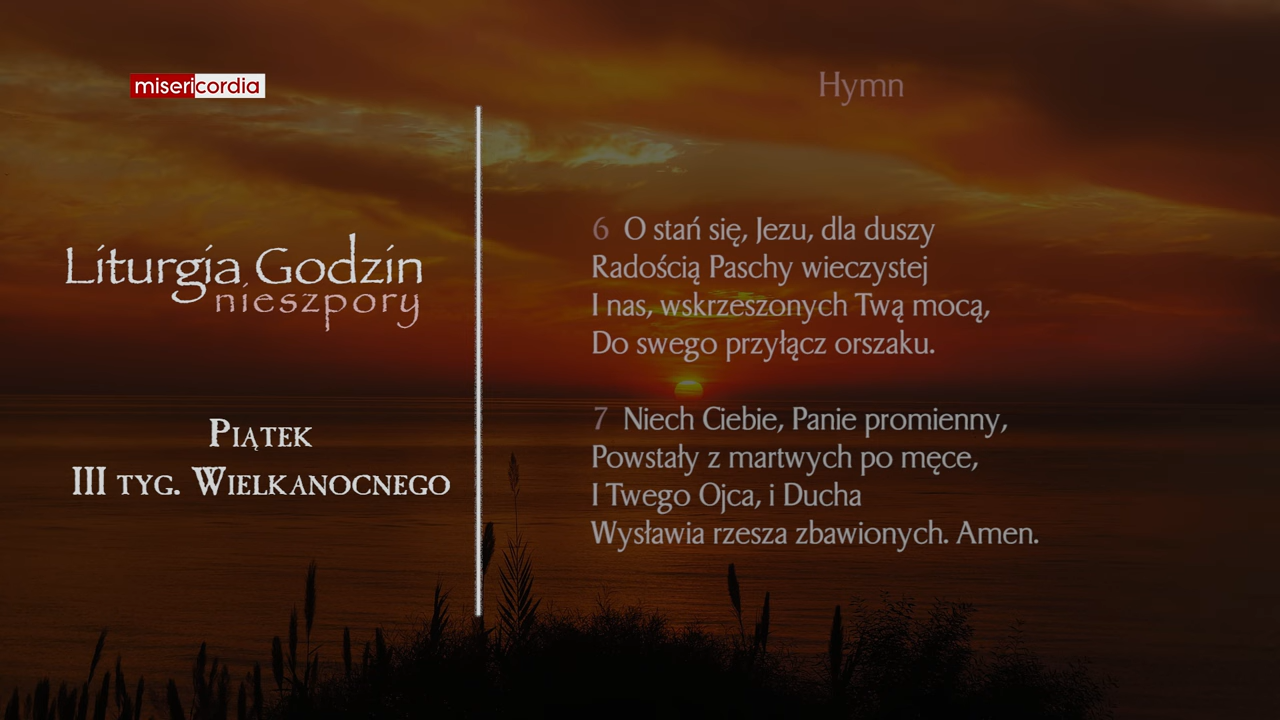 misericordia
Liturgia Godzin
nieszpory
Piątek
III tyg. Wielkanocnego
Hymn
6 O stań się, Jezu, dla duszy
Radością Paschy wieczystej
I nas, wskrzeszonych Twą mocą,
Do swego przyłącz orszaku.
7 Niech Ciebie, Panie promienny,
Powstały z martwych po męce,
I Twego Ojca, i Ducha
Wysławia rzesza zbawionych. Amen.